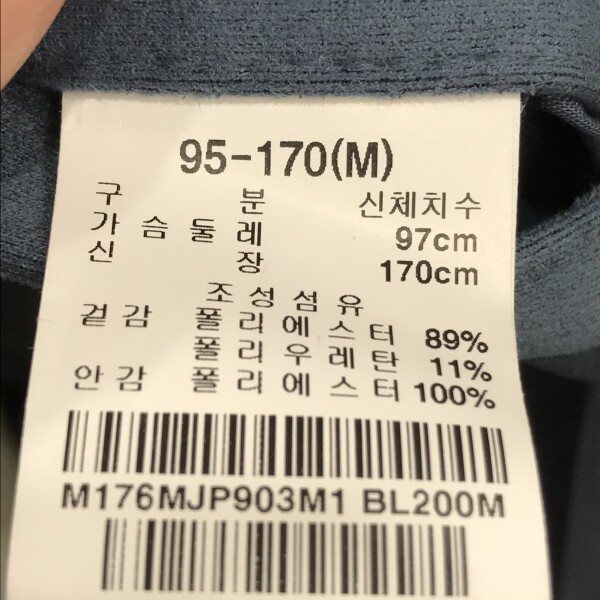 95-170(M)
구 분 신체치수
가 슴 둘 레 97cm
신 장 170cm
조 성 섬 유
겉 감 폴 리 에 스 터 89%
폴 리 우 레 탄 11%
안 감 폴 리 에 스 터 100%
M176MJP903M1 BL200M